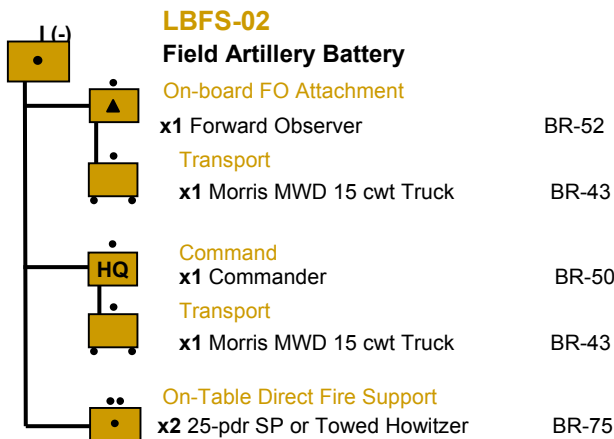 LBFS-02
I (-)
Field Artillery Battery
On-board FO Attachment
x1 Forward Observer BR-52
Transport
x1 Morris MWD 15 cwt Truck BR-43
HQ
Command
x1 Commander BR-50
Transport
x1 Morris MWD 15 cwt Truck BR-43
On-Table Direct Fire Support
x2 25-pdr SP or Towed Howitzer BR-75